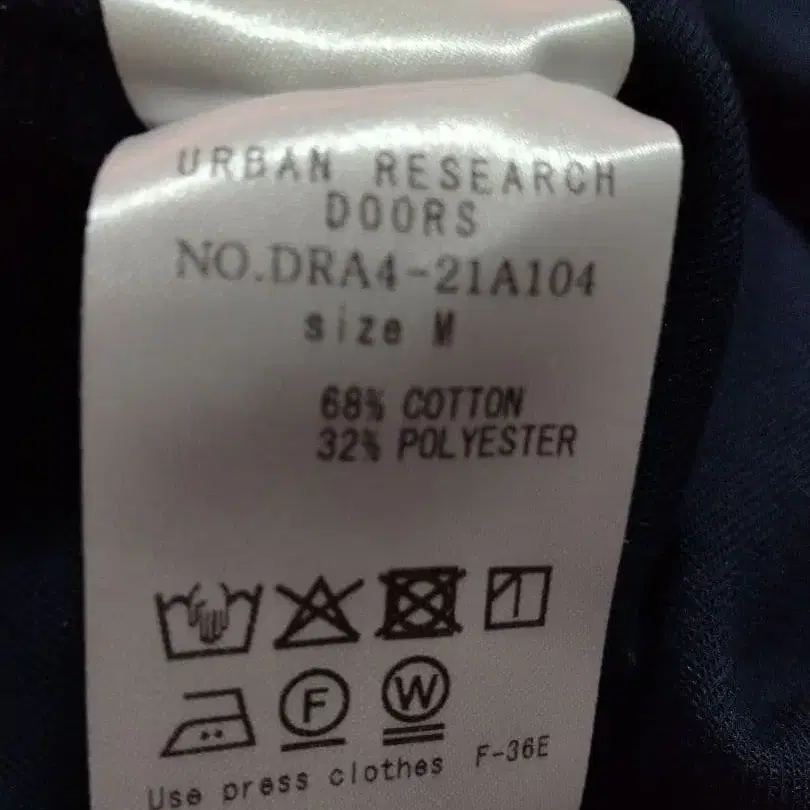 URBAN RESEARCH
DOORS
NO.DRA4-21A104
size M
68% COTTON
32% POLYESTER
F W
Use press clothes F-36E